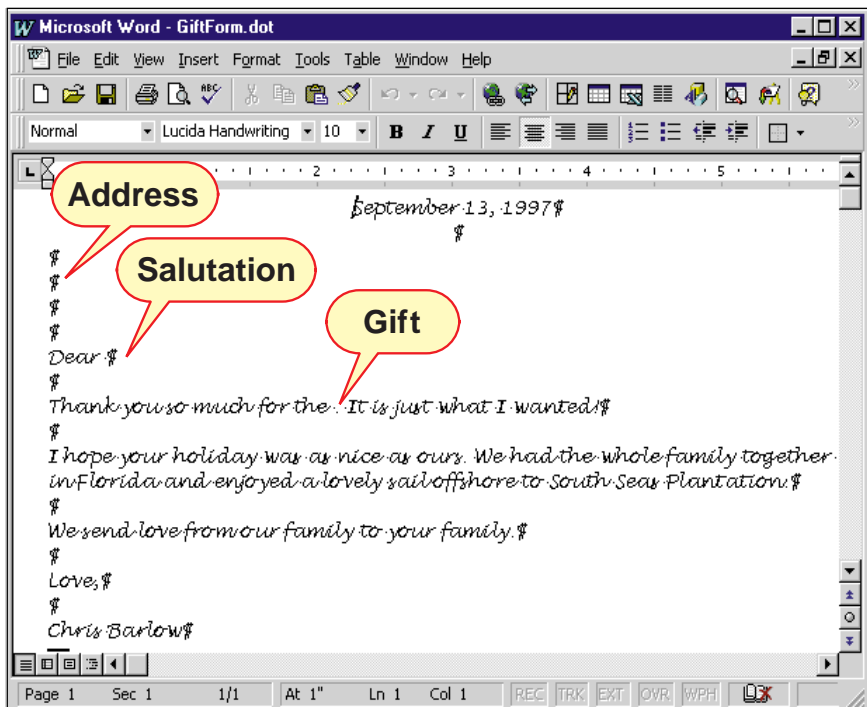 Microsoft Word - GiftForm.dot
File Edit View Insert Format Tools Table Window Help
Normal Lucida Handwriting 10 B I U
2 3 4 5
Address
September 13, 1997¶
¶
¶
¶
Salutation
¶
¶
Gift
Dear ¶
¶
Thank you so much for the . It is just what I wanted!¶
¶
I hope your holiday was as nice as ours. We had the whole family together
in Florida and enjoyed a lovely sail offshore to South Seas Plantation.¶
¶
We send love from our family to your family.¶
¶
Love,¶
¶
Chris Barlow¶
Page 1 Sec 1 1/1 At 1" Ln 1 Col 1 REC TRK EXT OVR WPH